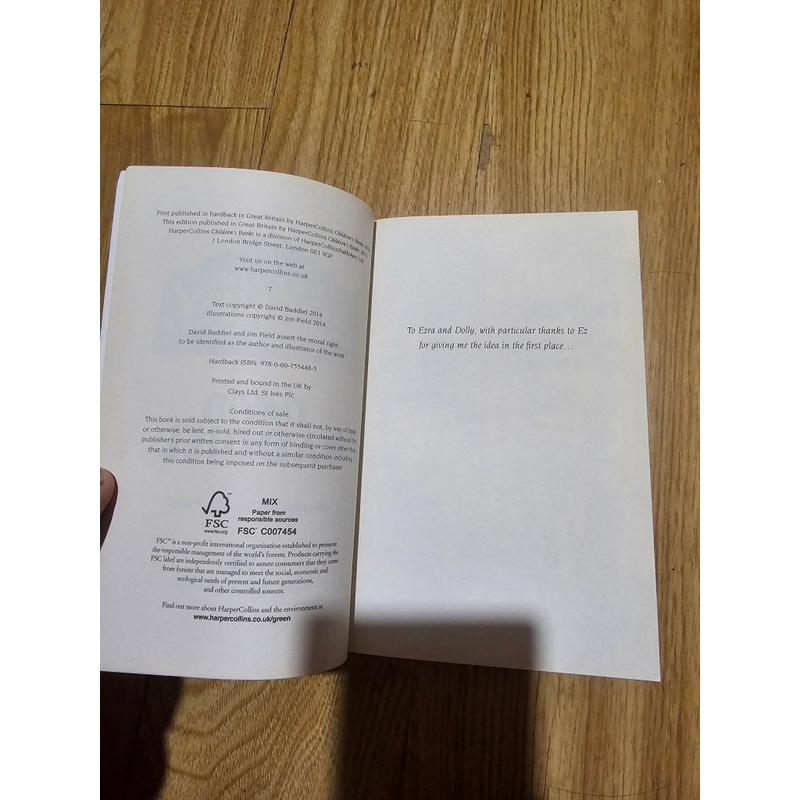 First published in hardback in Great Britain by HarperCollins Children's Books
This edition published in Great Britain by HarperCollins Children's Books
HarperCollins Children's Books is a division of HarperCollinsPublishers Ltd,
1 London Bridge Street, London SE1 9GF
Visit us on the web at
www.harpercollins.co.uk
7
Text copyright © David Baddiel 2014
Illustrations copyright © Jim Field 2014
David Baddiel and Jim Field assert the moral right
to be identified as the author and illustrator of the work
Hardback ISBN: 978-0-00-755448-5
Printed and bound in the UK by
Clays Ltd, St Ives Plc
Conditions of sale
This book is sold subject to the condition that it shall not, by way of trade
or otherwise, be lent, re-sold, hired out or otherwise circulated without the
publisher's prior written consent in any form of binding or cover other than
that in which it is published and without a similar condition including
this condition being imposed on the subsequent purchaser
FSC™
www.fsc.org
MIX
Paper from
responsible sources
FSC™ C007454
FSC™ is a non-profit international organisation established to promote
the responsible management of the world's forests. Products carrying the
FSC label are independently certified to assure consumers that they come
from forests that are managed to meet the social, economic and
ecological needs of present and future generations,
and other controlled sources.
Find out more about HarperCollins and the environment at
www.harpercollins.co.uk/green
To Ezra and Dolly, with particular thanks to Ez
for giving me the idea in the first place...